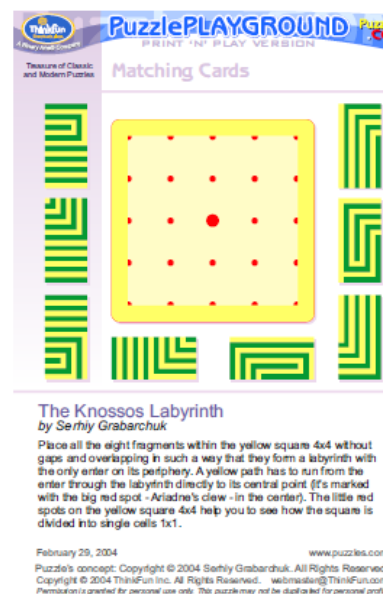 ThinkFun
A Binary Arts® Company
PuzzlePLAYGROUND
PRINT 'N' PLAY VERSION
Treasure of Classic
and Modern Puzzles
Matching Cards
The Knossos Labyrinth
by Serhiy Grabarchuk
Place all the eight fragments within the yellow square 4x4 without
gaps and overlapping in such a way that they form a labyrinth with
the only enter on its periphery. A yellow path has to run from the
enter through the labyrinth directly to its central point (it's marked
with the big red spot - Ariadne's clew - in the center). The little red
spots on the yellow square 4x4 help you to see how the square is
divided into single cells 1x1.
February 29, 2004
www.puzzles.com
Puzzle's concept: Copyright © 2004 Serhiy Grabarchuk. All Rights Reserved.
Copyright © 2004 ThinkFun Inc. All Rights Reserved. webmaster@ThinkFun.com
Permission is granted for personal use only. This puzzle may not be duplicated for personal profit